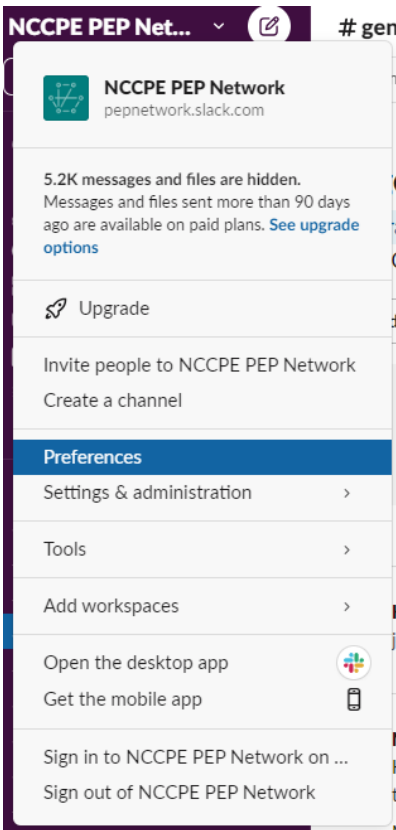 NCCPE PEP Net...
# gen
NCCPE PEP Network
pepnetwork.slack.com
5.2K messages and files are hidden.
Messages and files sent more than 90 days
ago are available on paid plans. See upgrade
options
Upgrade
Invite people to NCCPE PEP Network
Create a channel
Preferences
Settings & administration
Tools
Add workspaces
Open the desktop app
Get the mobile app
Sign in to NCCPE PEP Network on ...
Sign out of NCCPE PEP Network